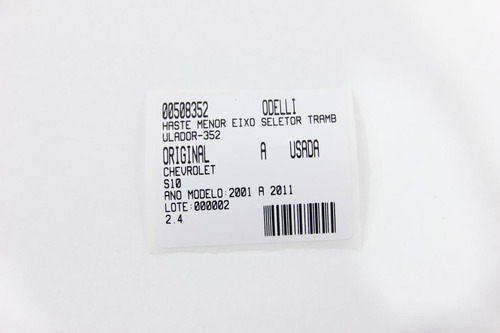 00508352 ODELLI
HASTE MENOR EIXO SELETOR TRAMB
ULADOR-352
ORIGINAL A USADA
CHEVROLET
S10
ANO MODELO:2001 A 2011
LOTE:000002
2.4